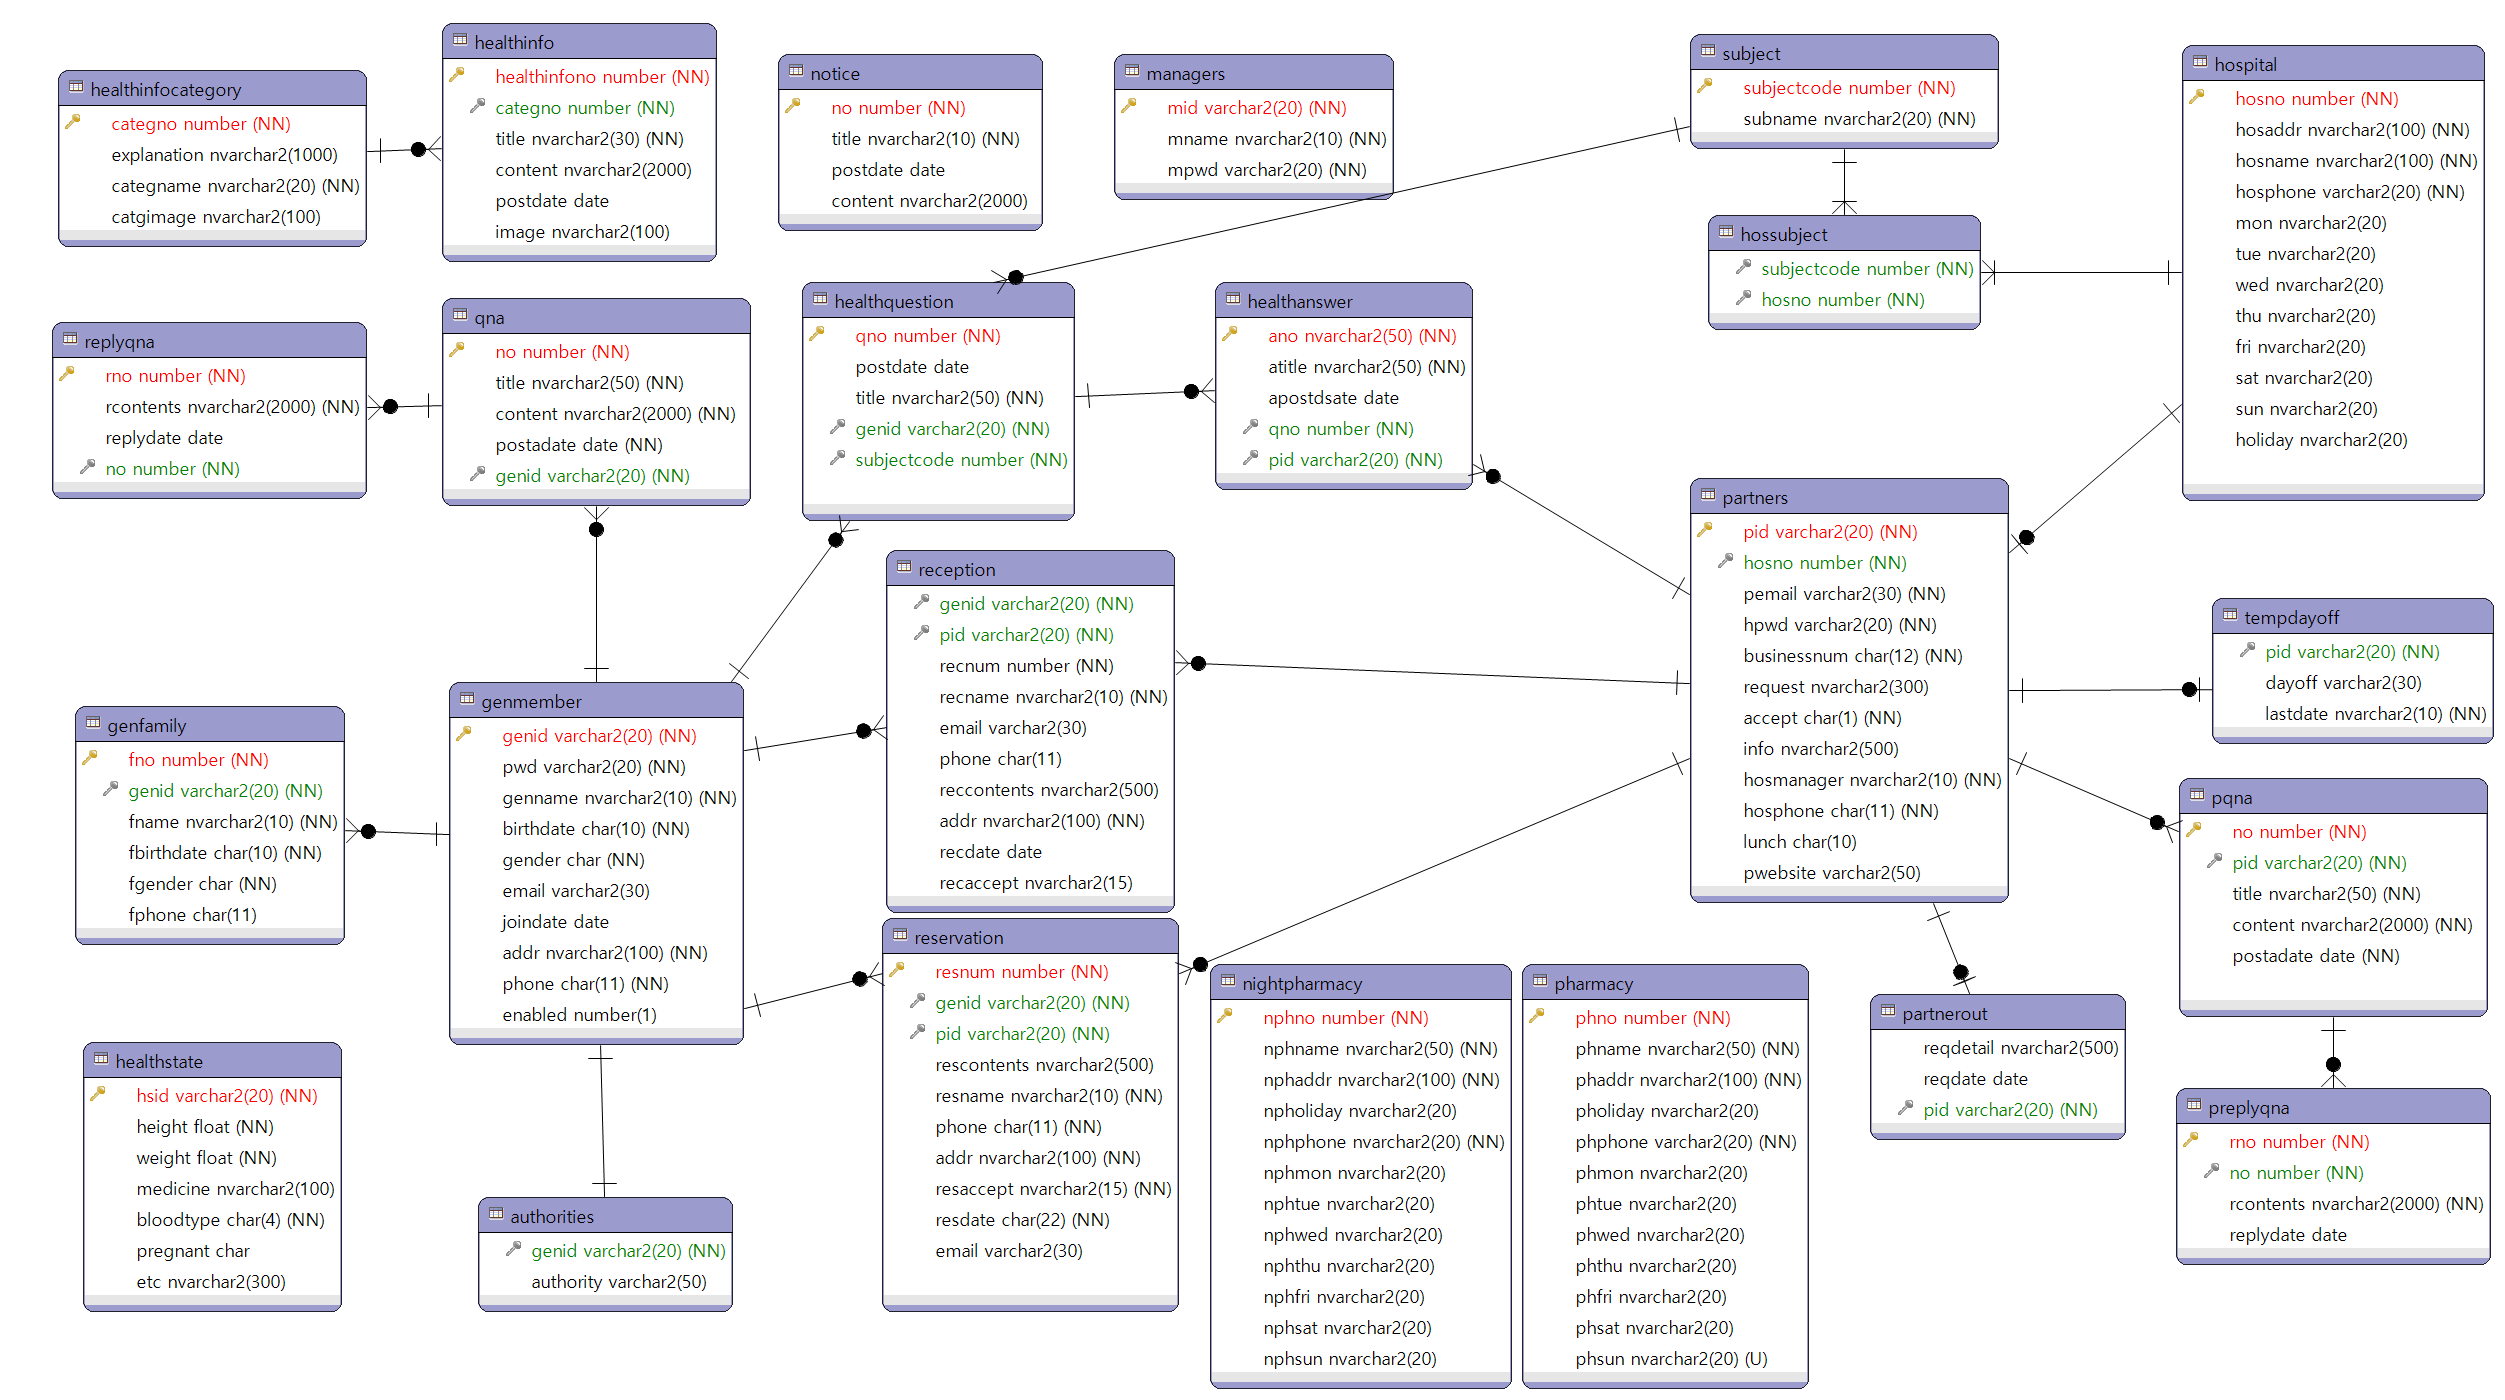 healthinfocategory
categno number (NN)
explanation nvarchar2(1000)
categname nvarchar2(20) (NN)
catgimage nvarchar2(100)
healthinfo
healthinfono number (NN)
categno number (NN)
title nvarchar2(30) (NN)
content nvarchar2(2000)
postdate date
image nvarchar2(100)
notice
no number (NN)
title nvarchar2(10) (NN)
postdate date
content nvarchar2(2000)
managers
mid varchar2(20) (NN)
mname nvarchar2(10) (NN)
mpwd varchar2(20) (NN)
subject
subjectcode number (NN)
subname nvarchar2(20) (NN)
hospital
hosno number (NN)
hosaddr nvarchar2(100) (NN)
hosname nvarchar2(100) (NN)
hosphone varchar2(20) (NN)
mon nvarchar2(20)
tue nvarchar2(20)
wed nvarchar2(20)
thu nvarchar2(20)
fri nvarchar2(20)
sat nvarchar2(20)
sun nvarchar2(20)
holiday nvarchar2(20)
hossubject
subjectcode number (NN)
hosno number (NN)
replyqna
rno number (NN)
rcontents nvarchar2(2000) (NN)
replydate date
no number (NN)
qna
no number (NN)
title nvarchar2(50) (NN)
content nvarchar2(2000) (NN)
postadate date (NN)
genid varchar2(20) (NN)
healthquestion
qno number (NN)
postdate date
title nvarchar2(50) (NN)
genid varchar2(20) (NN)
subjectcode number (NN)
healthanswer
ano nvarchar2(50) (NN)
atitle nvarchar2(50) (NN)
apostdsate date
qno number (NN)
pid varchar2(20) (NN)
partners
pid varchar2(20) (NN)
hosno number (NN)
pemail varchar2(30) (NN)
hpwd varchar2(20) (NN)
businessnum char(12) (NN)
request nvarchar2(300)
accept char(1) (NN)
info nvarchar2(500)
hosmanager nvarchar2(10) (NN)
hosphone char(11) (NN)
lunch char(10)
pwebsite varchar2(50)
reception
genid varchar2(20) (NN)
pid varchar2(20) (NN)
recnum number (NN)
recname nvarchar2(10) (NN)
email varchar2(30)
phone char(11)
reccontents nvarchar2(500)
addr nvarchar2(100) (NN)
recdate date
recaccept nvarchar2(15)
tempdayoff
pid varchar2(20) (NN)
dayoff varchar2(30)
lastdate nvarchar2(10) (NN)
genfamily
fno number (NN)
genid varchar2(20) (NN)
fname nvarchar2(10) (NN)
fbirthdate char(10) (NN)
fgender char (NN)
fphone char(11)
genmember
genid varchar2(20) (NN)
pwd varchar2(20) (NN)
genname nvarchar2(10) (NN)
birthdate char(10) (NN)
gender char (NN)
email varchar2(30)
joindate date
addr nvarchar2(100) (NN)
phone char(11) (NN)
enabled number(1)
pqna
no number (NN)
pid varchar2(20) (NN)
title nvarchar2(50) (NN)
content nvarchar2(2000) (NN)
postadate date (NN)
reservation
resnum number (NN)
genid varchar2(20) (NN)
pid varchar2(20) (NN)
rescontents nvarchar2(500)
resname nvarchar2(10) (NN)
phone char(11) (NN)
addr nvarchar2(100) (NN)
resaccept nvarchar2(15) (NN)
resdate char(22) (NN)
email varchar2(30)
nightpharmacy
nphno number (NN)
nphname nvarchar2(50) (NN)
nphaddr nvarchar2(100) (NN)
npholiday nvarchar2(20)
nphphone nvarchar2(20) (NN)
nphmon nvarchar2(20)
nphtue nvarchar2(20)
nphwed nvarchar2(20)
nphthu nvarchar2(20)
nphfri nvarchar2(20)
nphsat nvarchar2(20)
nphsun nvarchar2(20)
pharmacy
phno number (NN)
phname nvarchar2(50) (NN)
phaddr nvarchar2(100) (NN)
pholiday nvarchar2(20)
phphone varchar2(20) (NN)
phmon nvarchar2(20)
phtue nvarchar2(20)
phwed nvarchar2(20)
phthu nvarchar2(20)
phfri nvarchar2(20)
phsat nvarchar2(20)
phsun nvarchar2(20) (U)
partnerout
reqdetail nvarchar2(500)
reqdate date
pid varchar2(20) (NN)
healthstate
hsid varchar2(20) (NN)
height float (NN)
weight float (NN)
medicine nvarchar2(100)
bloodtype char(4) (NN)
pregnant char
etc nvarchar2(300)
authorities
genid varchar2(20) (NN)
authority varchar2(50)
preplyqna
rno number (NN)
no number (NN)
rcontents nvarchar2(2000) (NN)
replydate date